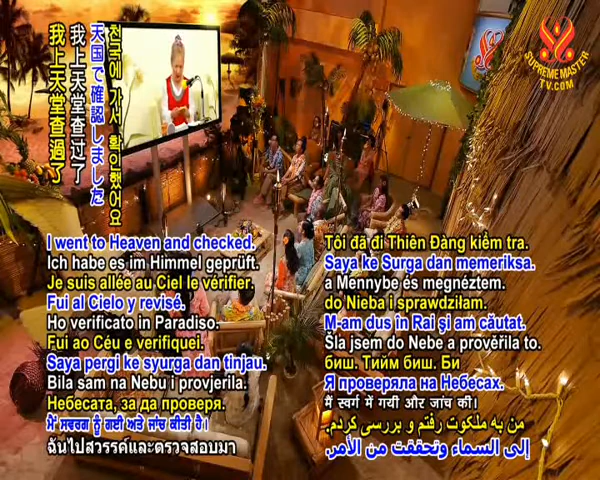 我上天堂查過了
我上天堂查过了
天国で確認しました
천국에 가서 확인했어요
SUPREME MASTER
TV.COM
I went to Heaven and checked.
Ich habe es im Himmel geprüft.
Je suis allée au Ciel le vérifier.
Fui al Cielo y revisé.
Ho verificato in Paradiso.
Fui ao Céu e verifiquei.
Saya pergi ke syurga dan tinjau.
Bila sam na Nebu i provjerila.
Небесата, за да проверя.
ਮੈਂ ਸਵਰਗ ਨੂੰ ਗਈ ਅਤੇ ਜਾਂਚ ਕੀਤੀ ਹੈ।
ฉันไปสวรรค์และตรวจสอบมา
Tôi đã đi Thiên Đàng kiểm tra.
Saya ke Surga dan memeriksa.
a Mennybe és megnéztem.
do Nieba i sprawdziłam.
M-am dus în Rai şi am căutat.
Šla jsem do Nebe a prověřila to.
биш. Тийм биш. Би
Я проверяла на Небесах.
मैं स्वर्ग में गयी और जांच की।
من به ملکوت رفتم و بررسی کردم.
إلى السماء وتحققت من الأمر.